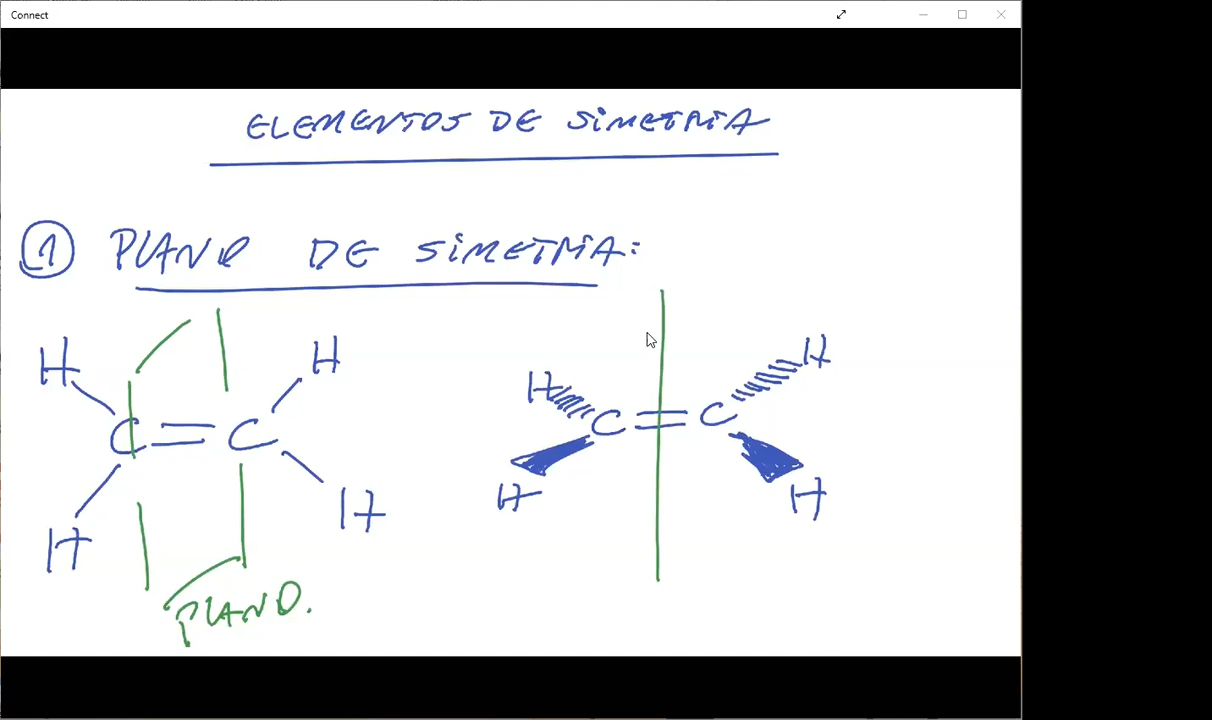 Connect
ELEMENTOS DE SIMETRIA
1 PLANO DE SIMETRIA:
H H H H
C = C C = C
H H H H
PLANO.